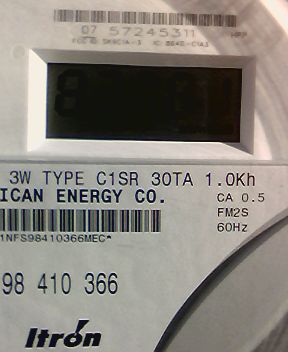 07 57245311
3W TYPE C1SR 30TA 1.0Kh
ICAN ENERGY CO.
CA 0.5
FM2S
60Hz
1NFS98410366MEC*
98 410 366
Itron